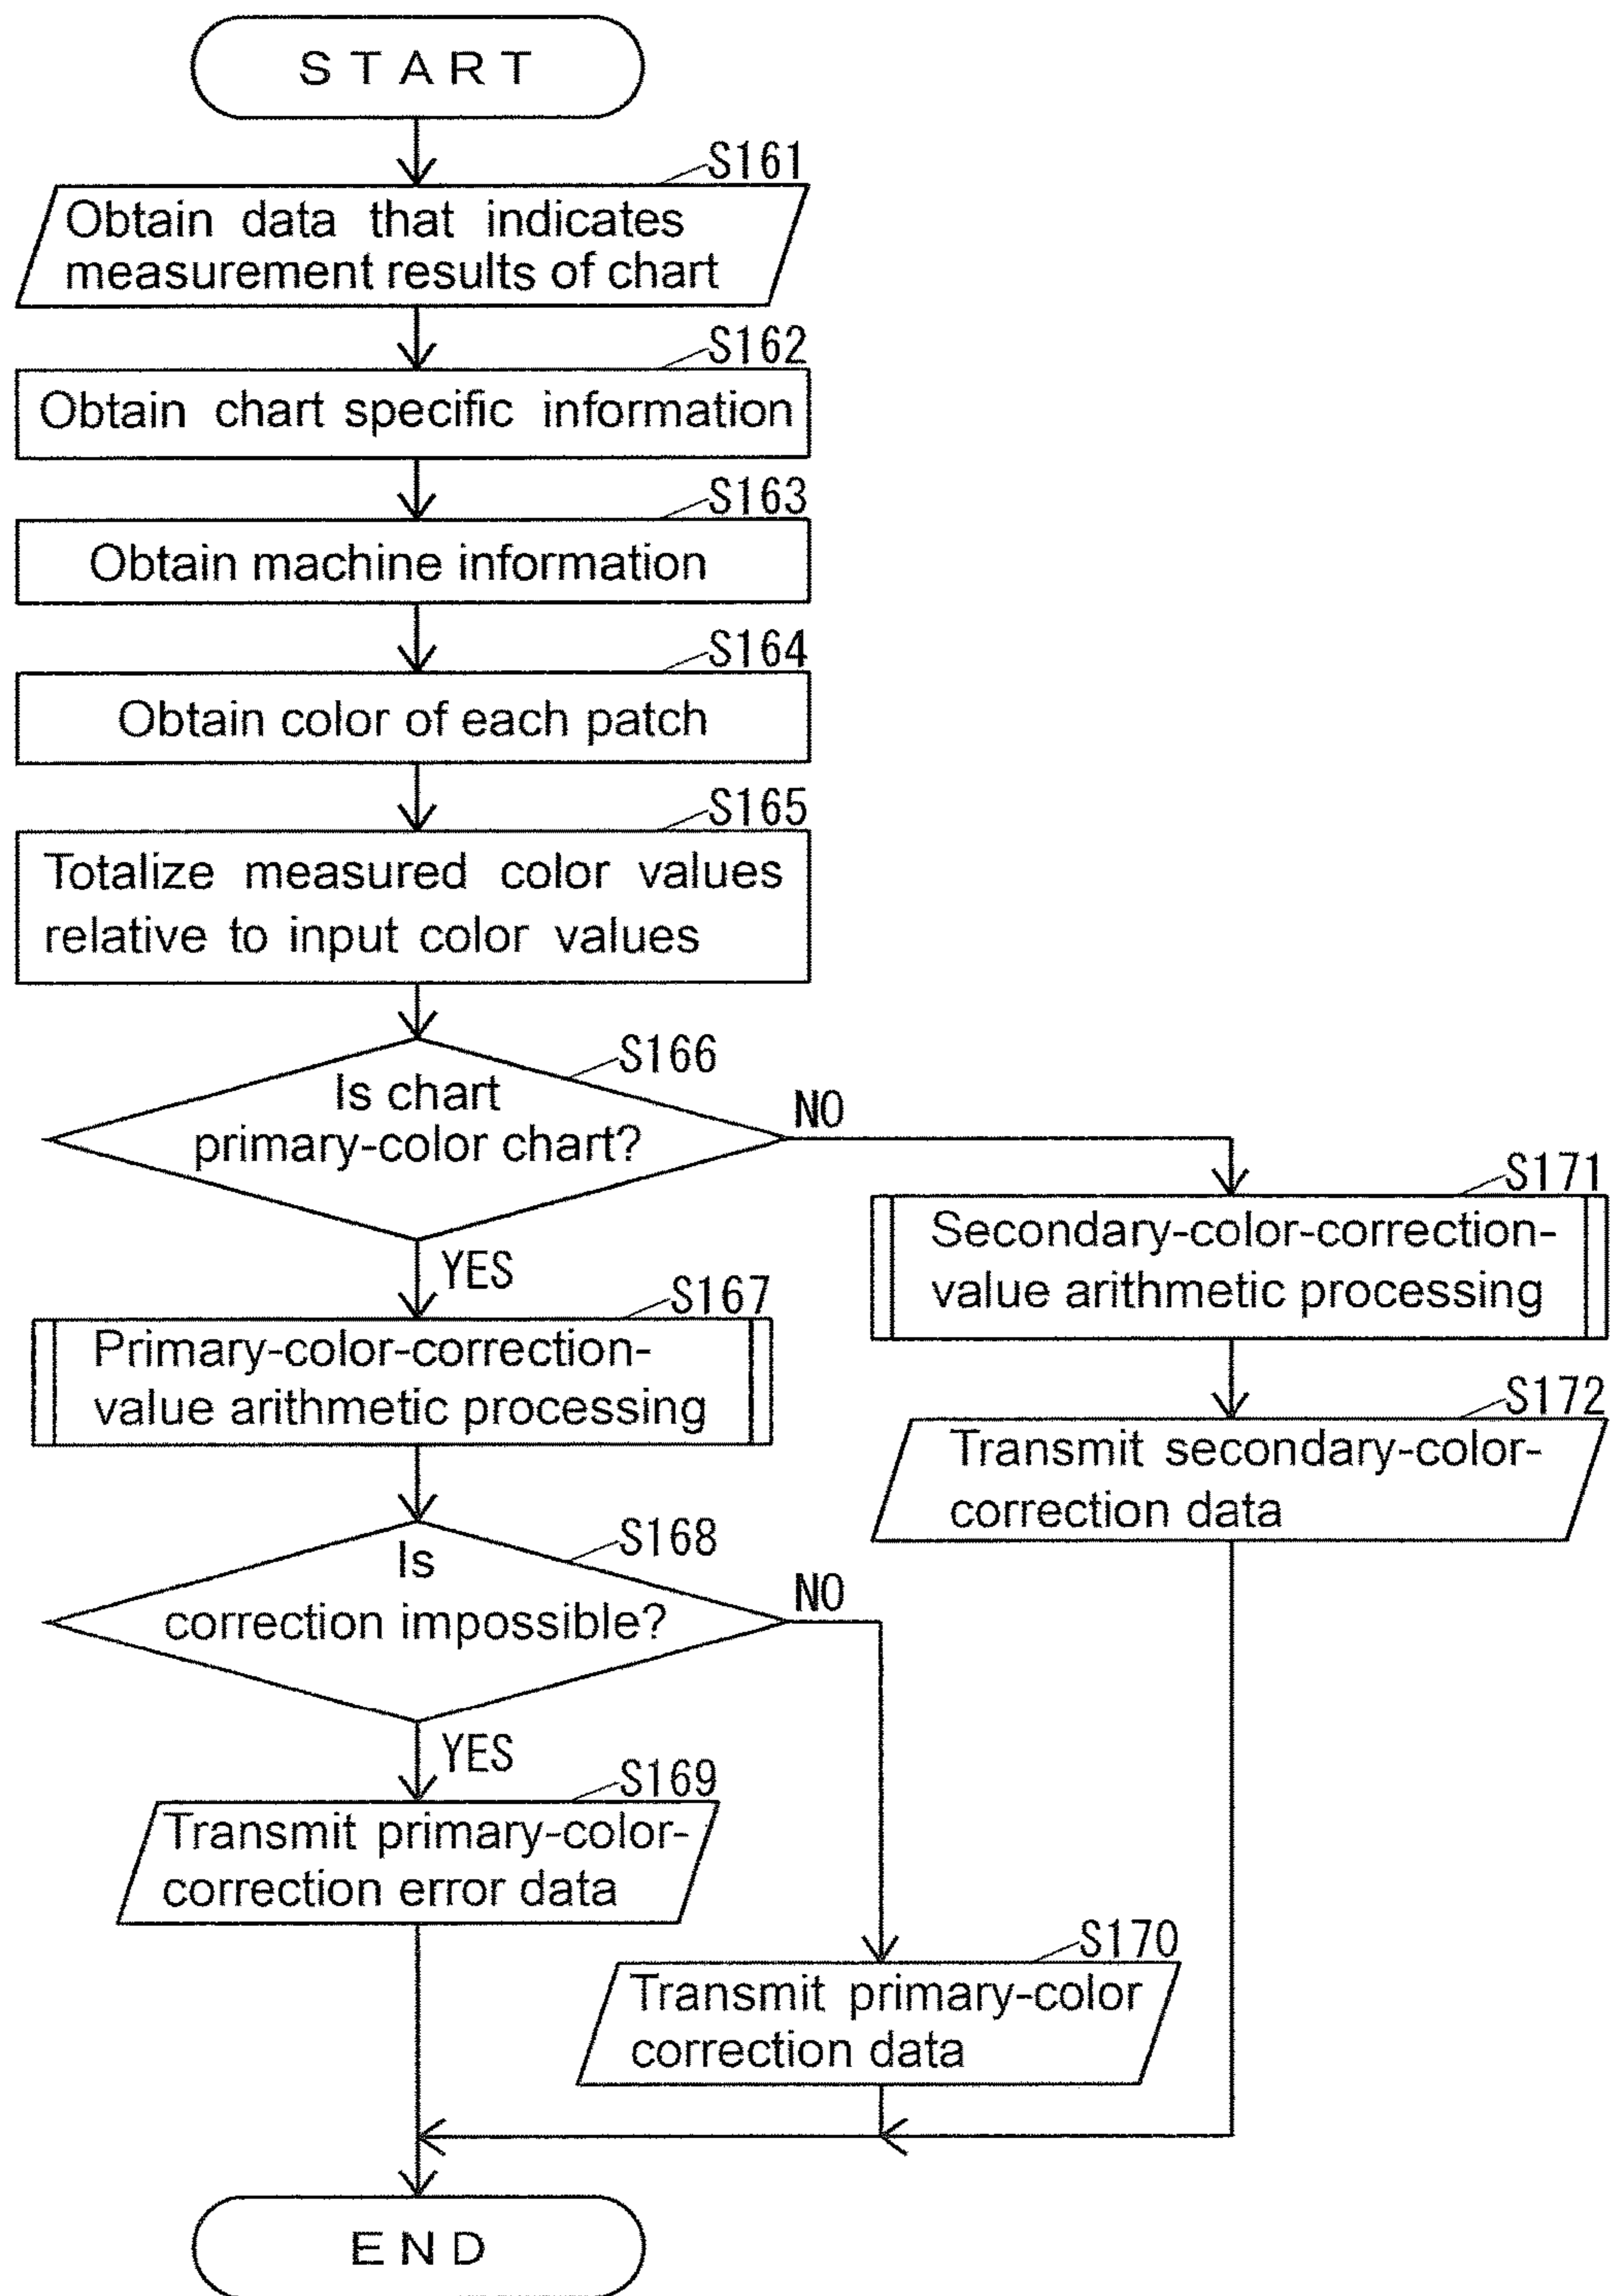 START
S161
Obtain data that indicates
measurement results of chart
S162
Obtain chart specific information
S163
Obtain machine information
S164
Obtain color of each patch
S165
Totalize measured color values
relative to input color values
S166
Is chart
primary-color chart?
NO
YES
S171
Secondary-color-correction-
value arithmetic processing
S167
Primary-color-correction-
value arithmetic processing
S172
Transmit secondary-color-
correction data
S168
Is
correction impossible?
NO
YES
S169
Transmit primary-color-
correction error data
S170
Transmit primary-color
correction data
END